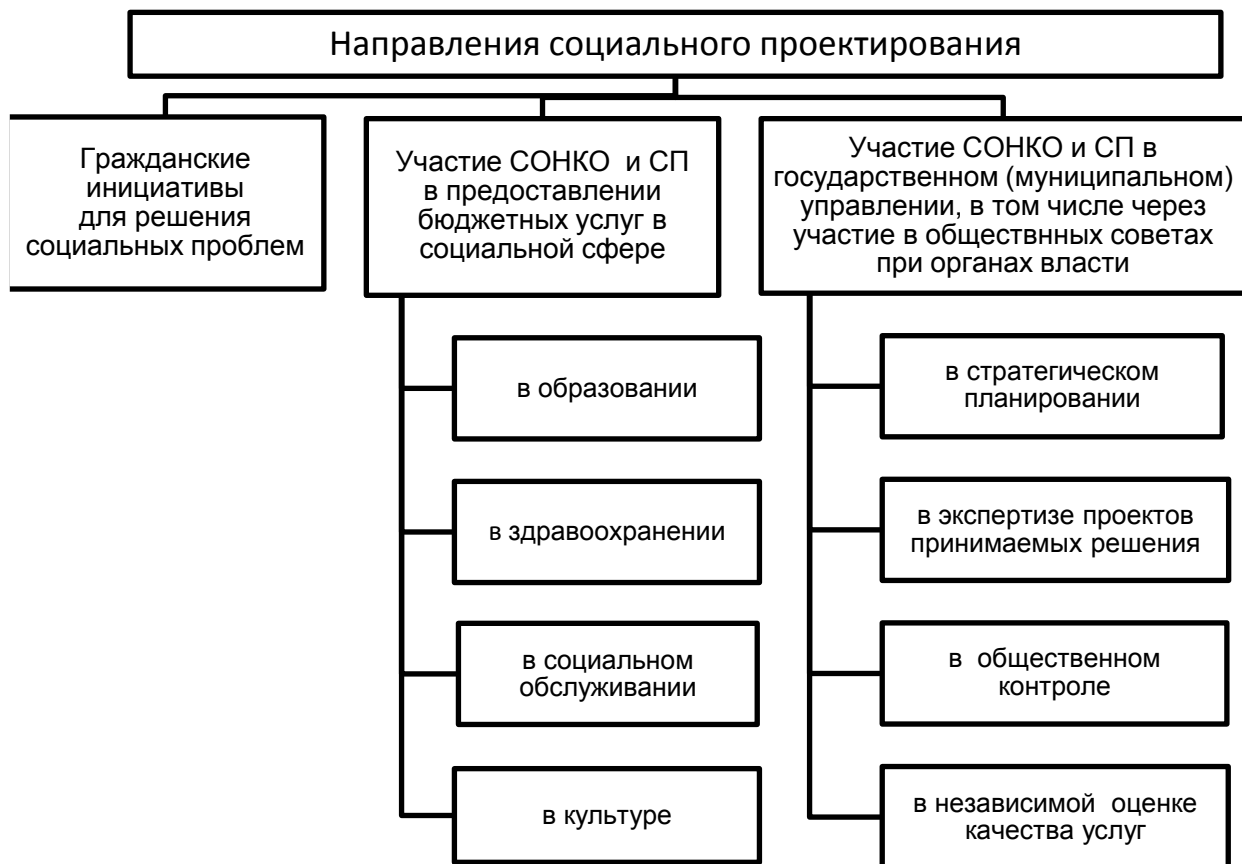 Направления социального проектирования
Гражданские
инициативы
для решения
социальных проблем
Участие СОНКО и СП
в предоставлении
бюджетных услуг в
социальной сфере
в образовании
в здравоохранении
в социальном
обслуживании
в культуре
Участие СОНКО и СП в
государственном (муниципальном)
управлении, в том числе через
участие в обществнных советах
при органах власти
в стратегическом
планировании
в экспертизе проектов
принимаемых решения
в общественном
контроле
в независимой оценке
качества услуг